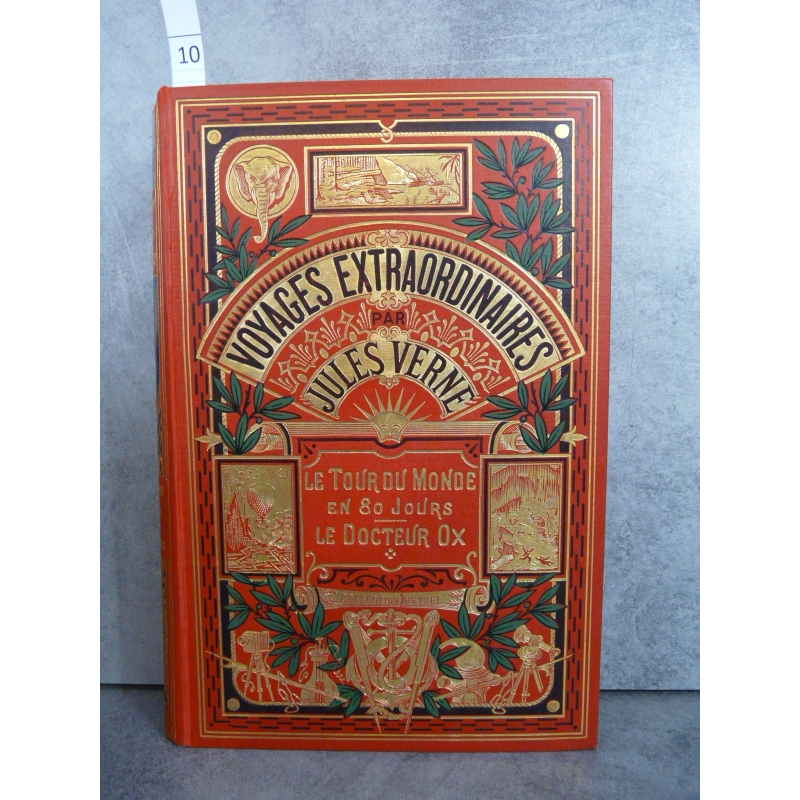 10
VOYAGES EXTRAORDINAIRES
PAR
JULES VERNE
LE TOUR DU MONDE
EN 80 JOURS
LE DOCTEUR OX
COLLECTION HETZEL